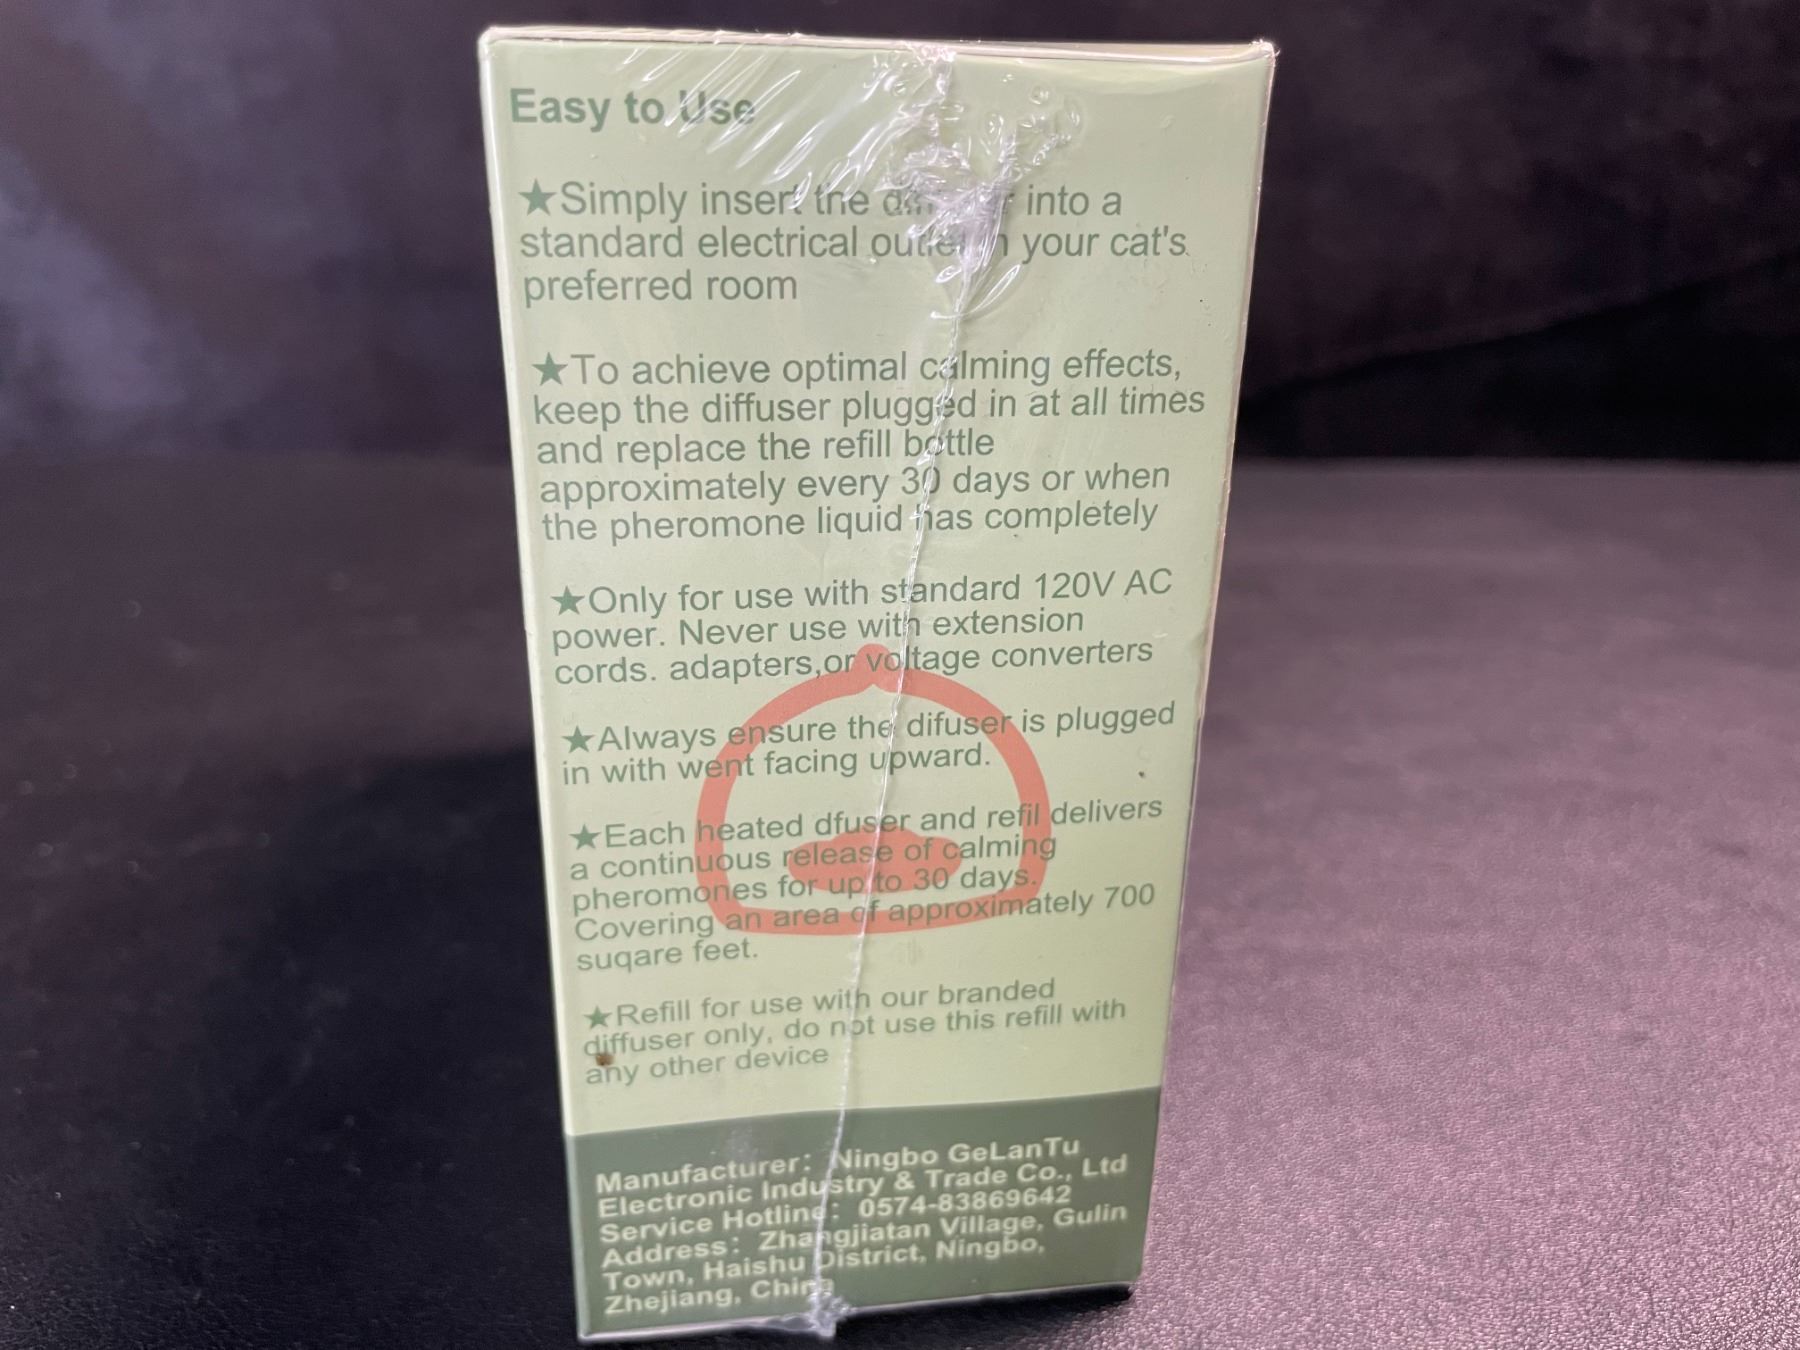 Easy to Use
★Simply insert the into a
standard electrical outlet in your cat's
preferred room
★To achieve optimal calming effects,
keep the diffuser plugged in at all times
and replace the refill bottle
approximately every 30 days or when
the pheromone liquid has completely
★Only for use with standard 120V AC
power. Never use with extension
cords. adapters,or voltage converters
★Always ensure the difuser is plugged
in with went facing upward.
★Each heated dfuser and refil delivers
a continuous release of calming
pheromones for up to 30 days.
Covering an area of approximately 700
suqare feet.
★Refill for use with our branded
diffuser only, do not use this refill with
any other device
Manufacturer: Ningbo GeLanTu
Electronic Industry & Trade Co., Ltd
Service Hotline: 0574-83869642
Address: Zhangjiatan Village, Gulin
Town, Haishu District, Ningbo,
Zhejiang, China